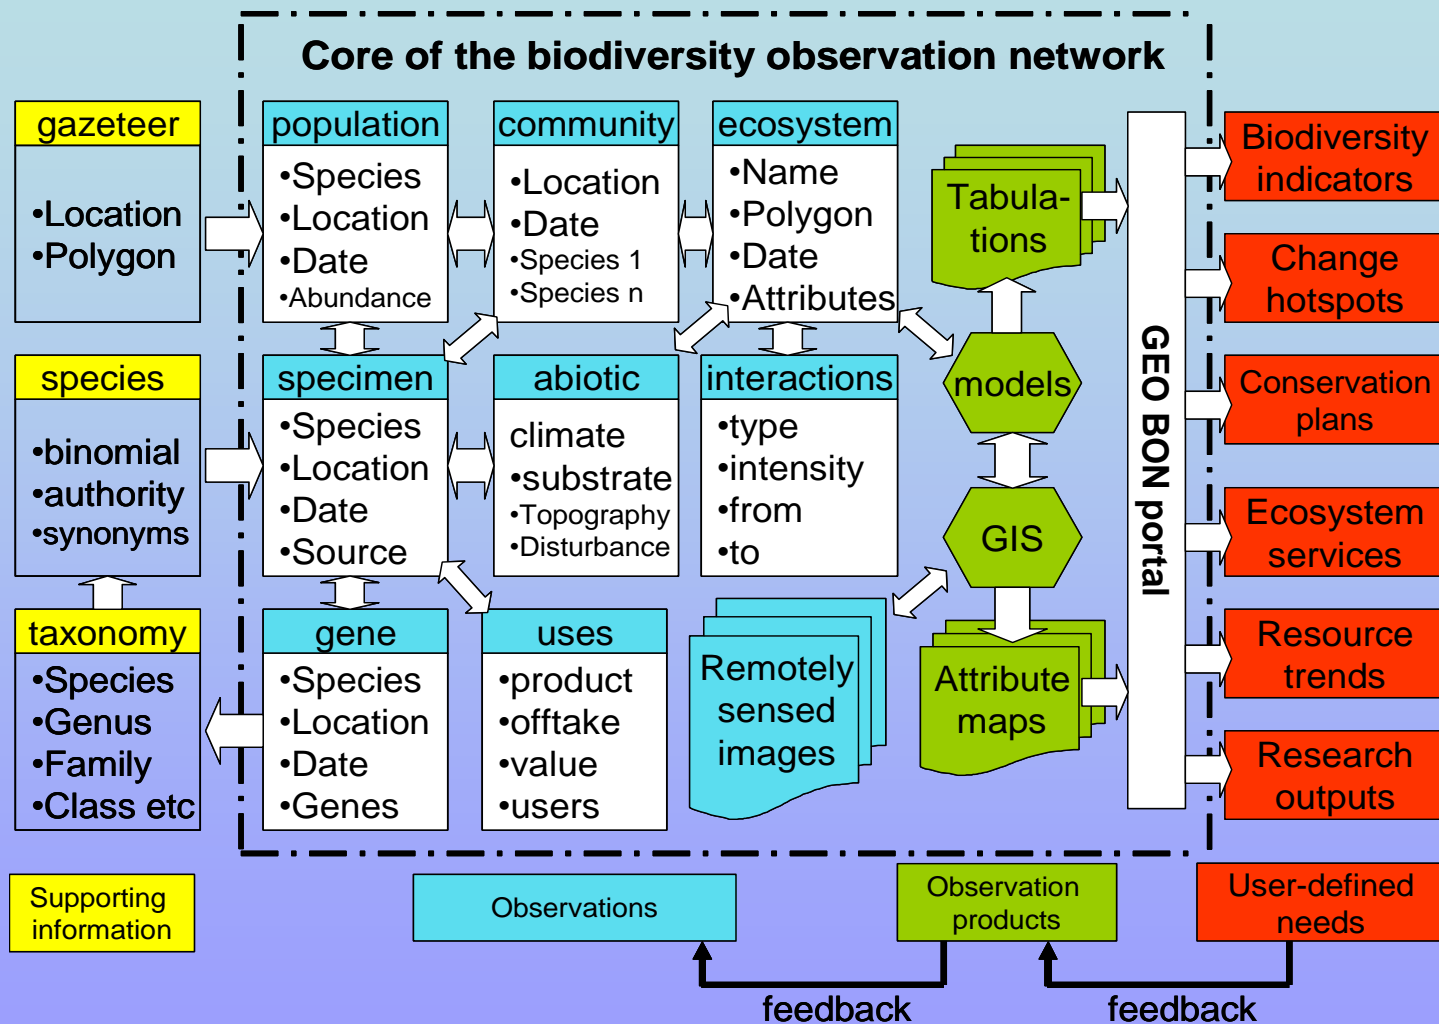 Core of the biodiversity observation network
gazeteer
•Location
•Polygon
species
•binomial
•authority
•synonyms
taxonomy
•Species
•Genus
•Family
•Class etc
population
•Species
•Location
•Date
•Abundance
community
•Location
•Date
•Species 1
•Species n
ecosystem
•Name
•Polygon
•Date
•Attributes
specimen
•Species
•Location
•Date
•Source
abiotic
climate
•substrate
•Topography
•Disturbance
interactions
•type
•intensity
•from
•to
gene
•Species
•Location
•Date
•Genes
uses
•product
•offtake
•value
•users
Remotely
sensed
images
Tabula-
tions
models
GIS
Attribute
maps
GEO BON portal
Biodiversity
indicators
Change
hotspots
Conservation
plans
Ecosystem
services
Resource
trends
Research
outputs
Supporting
information
Observations
Observation
products
User-defined
needs
feedback
feedback